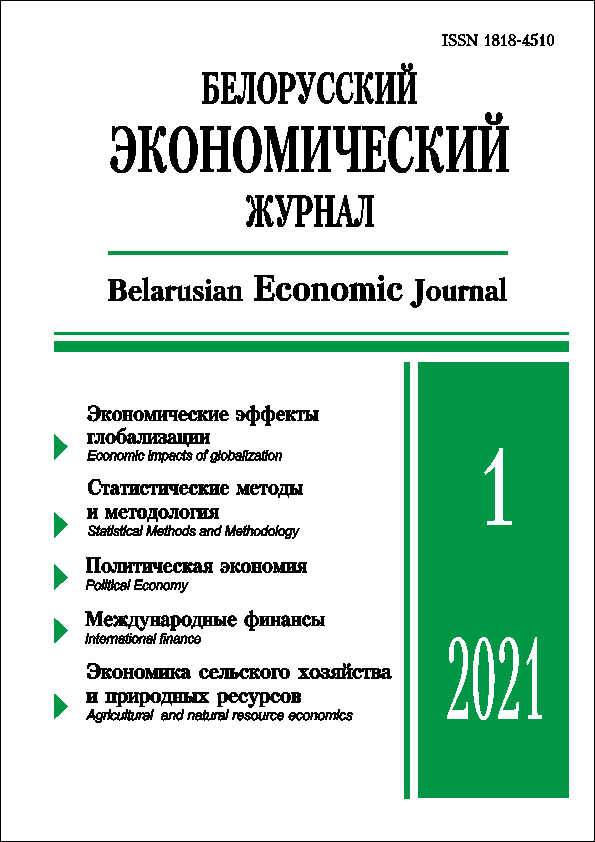 ISSN 1818-4510
БЕЛОРУССКИЙ
ЭКОНОМИЧЕСКИЙ
ЖУРНАЛ
Belarusian Economic Journal
Экономические эффекты
глобализации
Economic impacts of globalization
Статистические методы
и методология
Statistical Methods and Methodology
Политическая экономия
Political Economy
Международные финансы
International finance
Экономика сельского хозяйства
и природных ресурсов
Agricultural and natural resource economics
1
2021